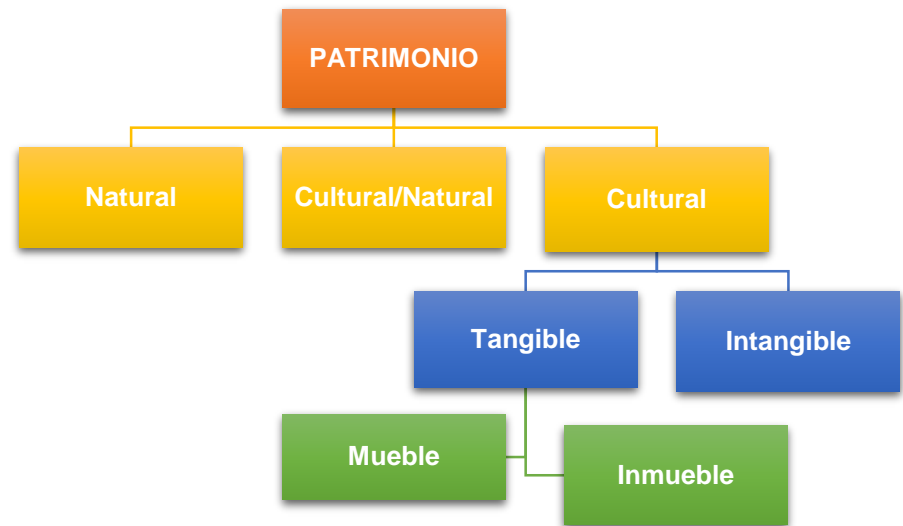 PATRIMONIO
Natural
Cultural/Natural
Cultural
Tangible
Intangible
Mueble
Inmueble